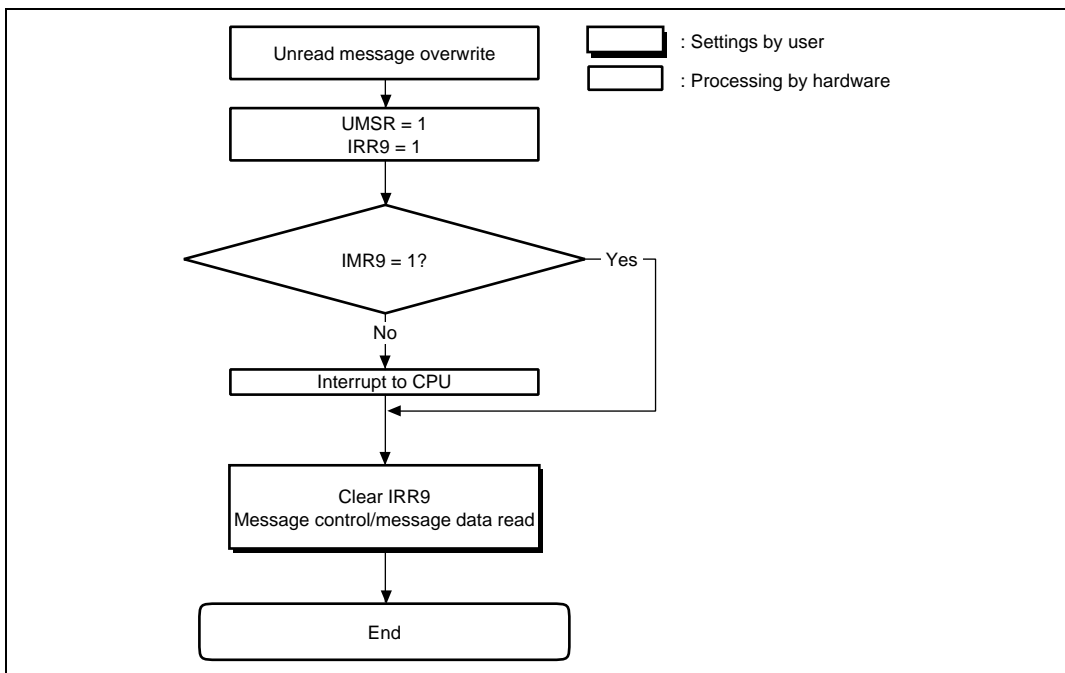 Unread message overwrite
: Settings by user
: Processing by hardware
UMSR = 1
IRR9 = 1
IMR9 = 1?
Yes
No
Interrupt to CPU
Clear IRR9
Message control/message data read
End